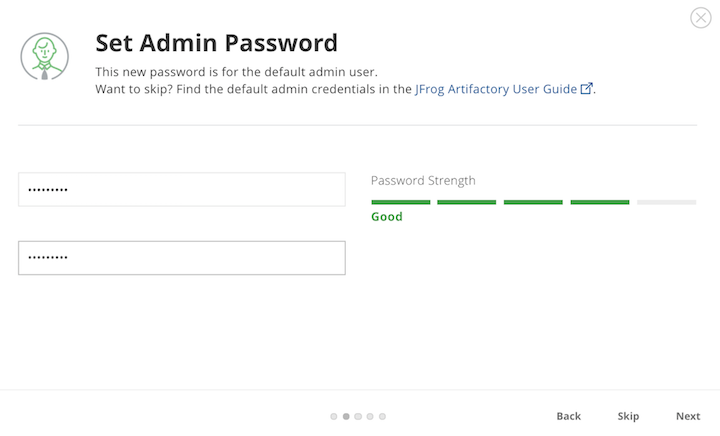 Set Admin Password
This new password is for the default admin user.
Want to skip? Find the default admin credentials in the JFrog Artifactory User Guide.
•••••••••
Password Strength
Good
•••••••••
Back Skip Next